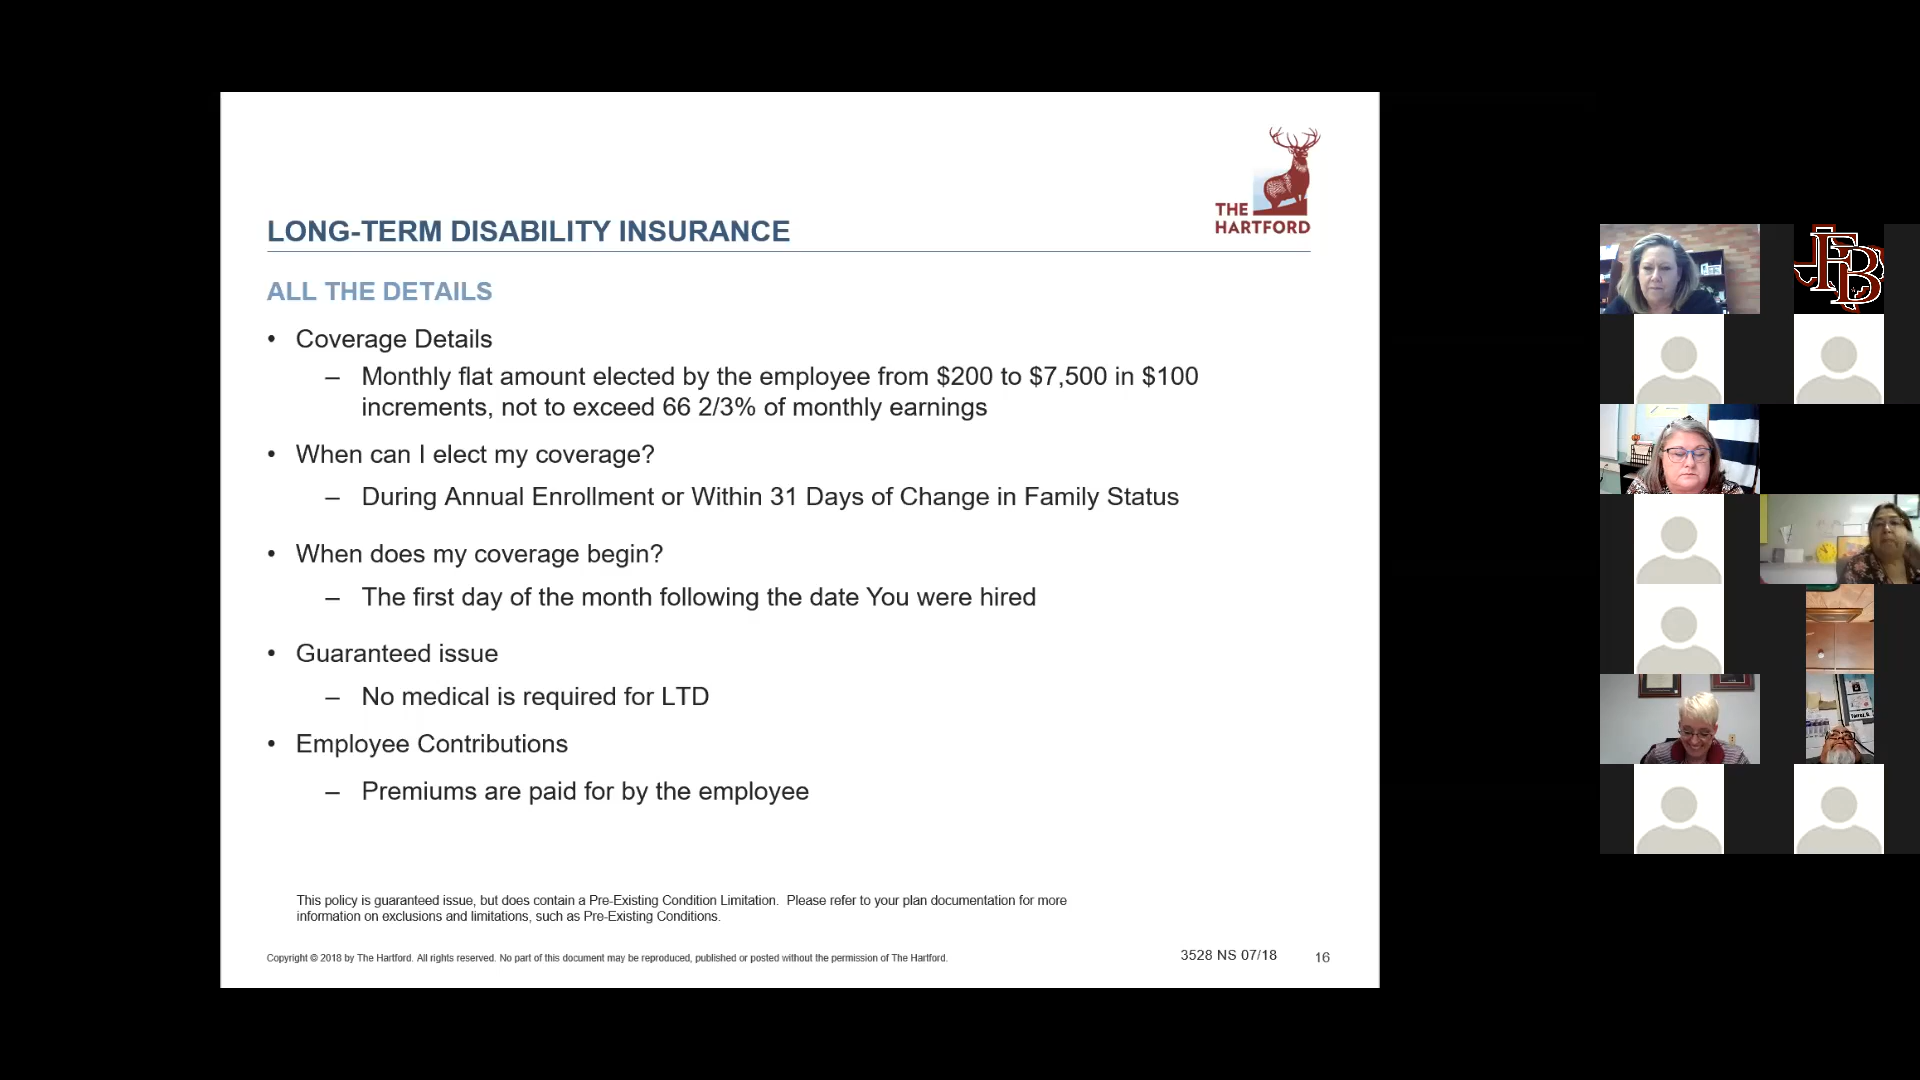 THE
HARTFORD
LONG-TERM DISABILITY INSURANCE
ALL THE DETAILS
• Coverage Details
– Monthly flat amount elected by the employee from $200 to $7,500 in $100
increments, not to exceed 66 2/3% of monthly earnings
• When can I elect my coverage?
– During Annual Enrollment or Within 31 Days of Change in Family Status
• When does my coverage begin?
– The first day of the month following the date You were hired
• Guaranteed issue
– No medical is required for LTD
• Employee Contributions
– Premiums are paid for by the employee
This policy is guaranteed issue, but does contain a Pre-Existing Condition Limitation. Please refer to your plan documentation for more
information on exclusions and limitations, such as Pre-Existing Conditions.
Copyright © 2018 by The Hartford. All rights reserved. No part of this document may be reproduced, published or posted without the permission of The Hartford.
3528 NS 07/18
16
FB